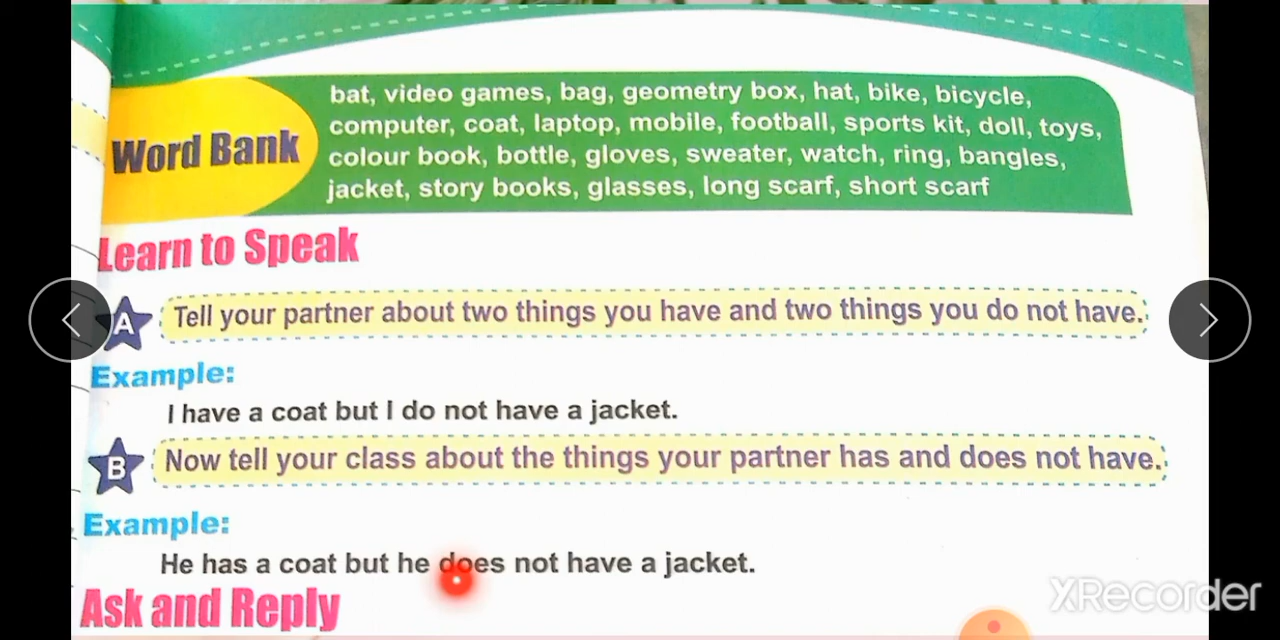 Word Bank
bat, video games, bag, geometry box, hat, bike, bicycle,
computer, coat, laptop, mobile, football, sports kit, doll, toys,
colour book, bottle, gloves, sweater, watch, ring, bangles,
jacket, story books, glasses, long scarf, short scarf
Learn to Speak
A Tell your partner about two things you have and two things you do not have.
Example:
I have a coat but I do not have a jacket.
B Now tell your class about the things your partner has and does not have.
Example:
He has a coat but he does not have a jacket.
Ask and Reply
XRecorder